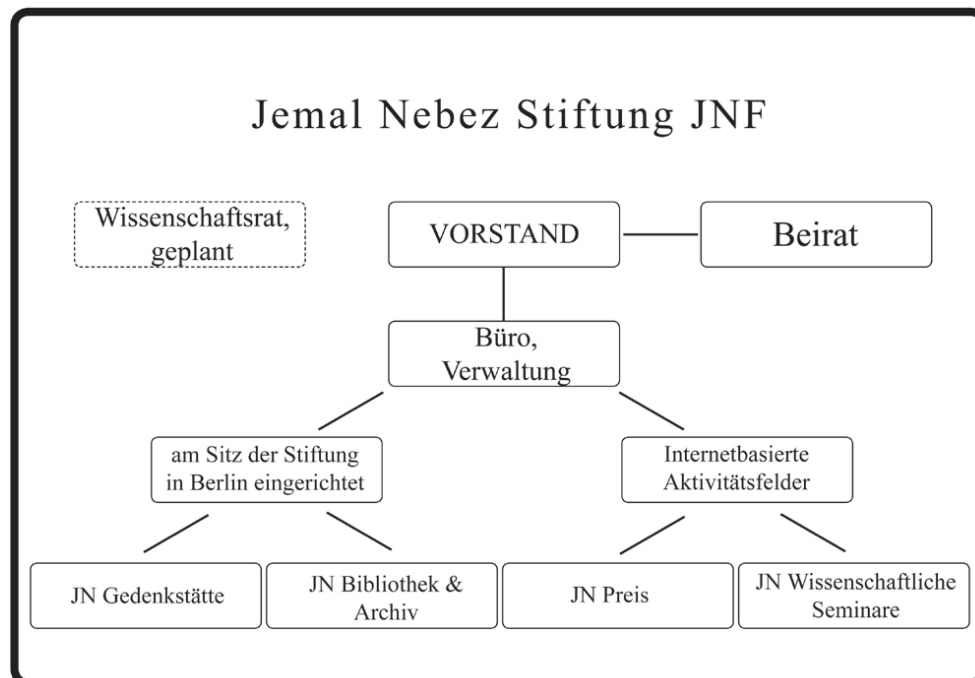 Jemal Nebez Stiftung JNF
Wissenschaftsrat,
geplant
VORSTAND
Beirat
Büro,
Verwaltung
am Sitz der Stiftung
in Berlin eingerichtet
Internetbasierte
Aktivitätsfelder
JN Gedenkstätte
JN Bibliothek &
Archiv
JN Preis
JN Wissenschaftliche
Seminare